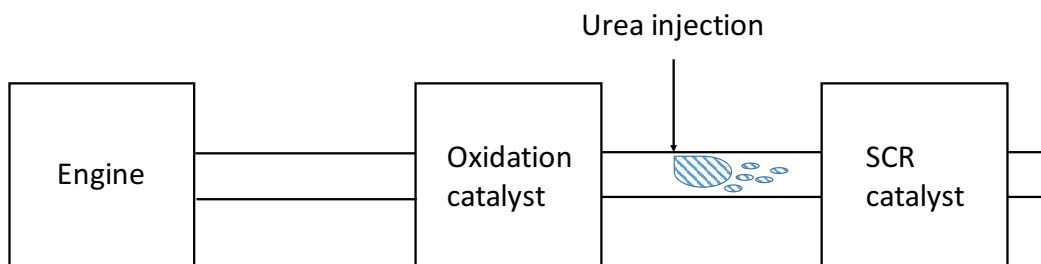 Urea injection
Engine
Oxidation
catalyst
SCR
catalyst